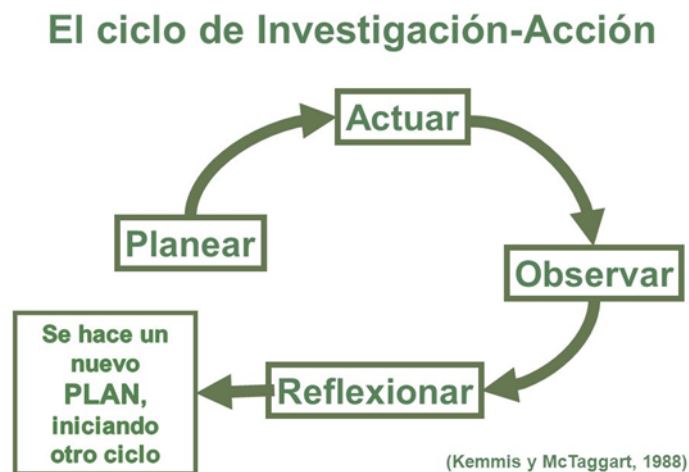 El ciclo de Investigación-Acción
Actuar
Planear
Observar
Reflexionar
Se hace un
nuevo
PLAN,
iniciando
otro ciclo
(Kemmis y McTaggart, 1988)